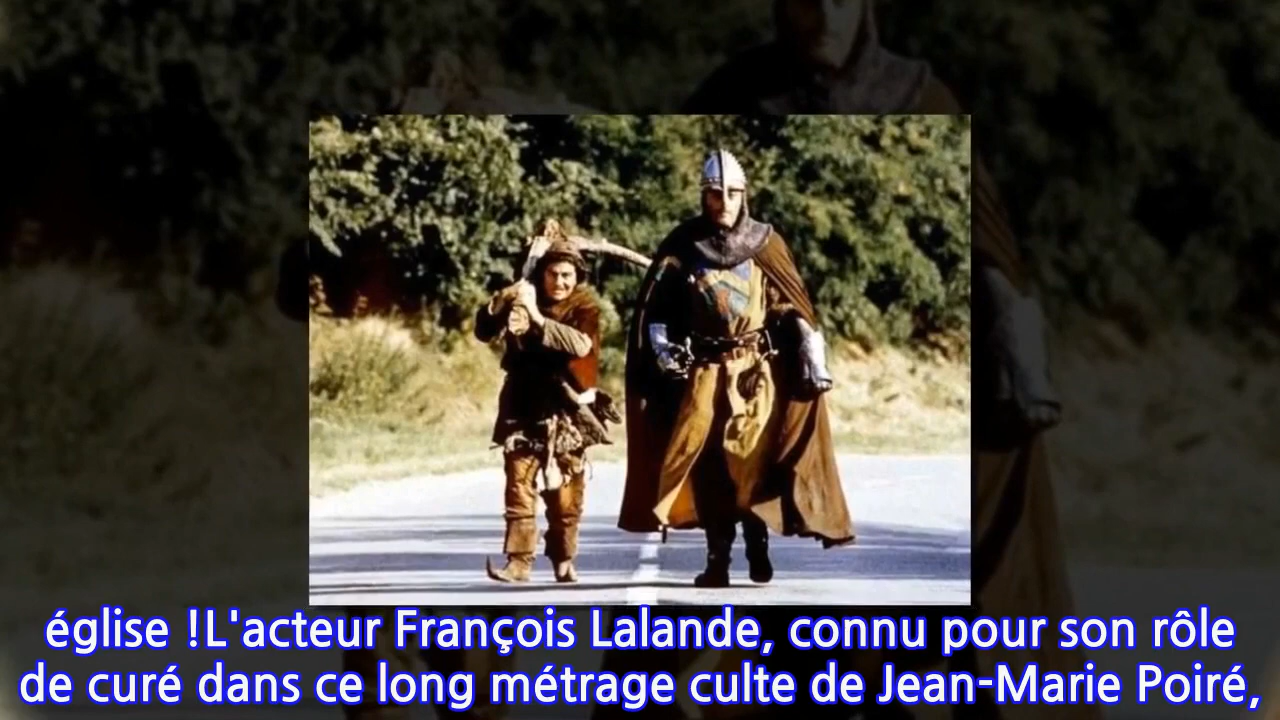 église !L'acteur François Lalande, connu pour son rôle
de curé dans ce long métrage culte de Jean-Marie Poiré,